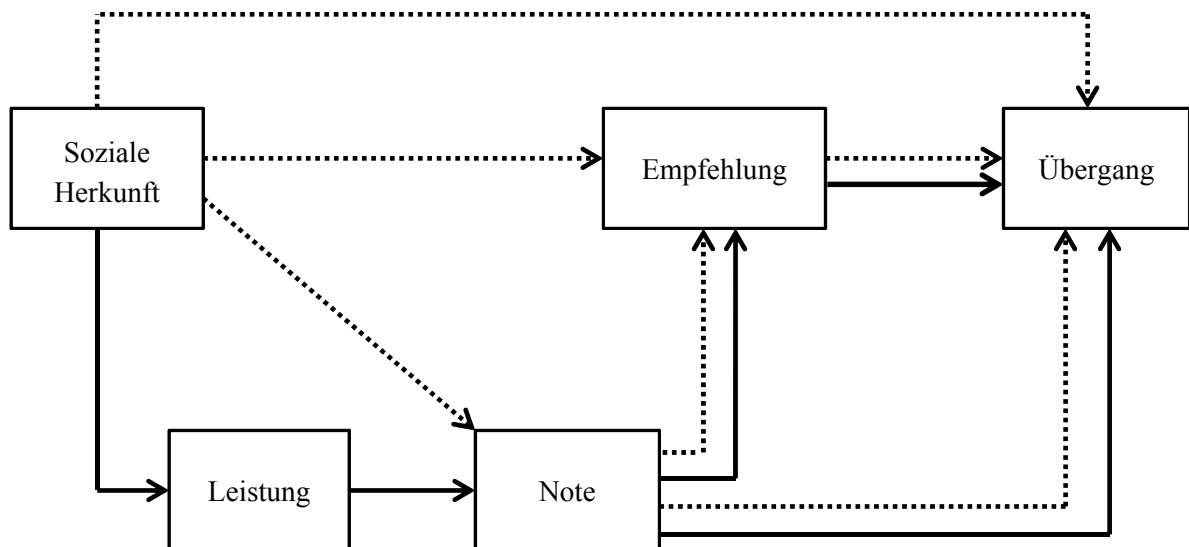 Soziale
Herkunft
Empfehlung
Übergang
Leistung
Note